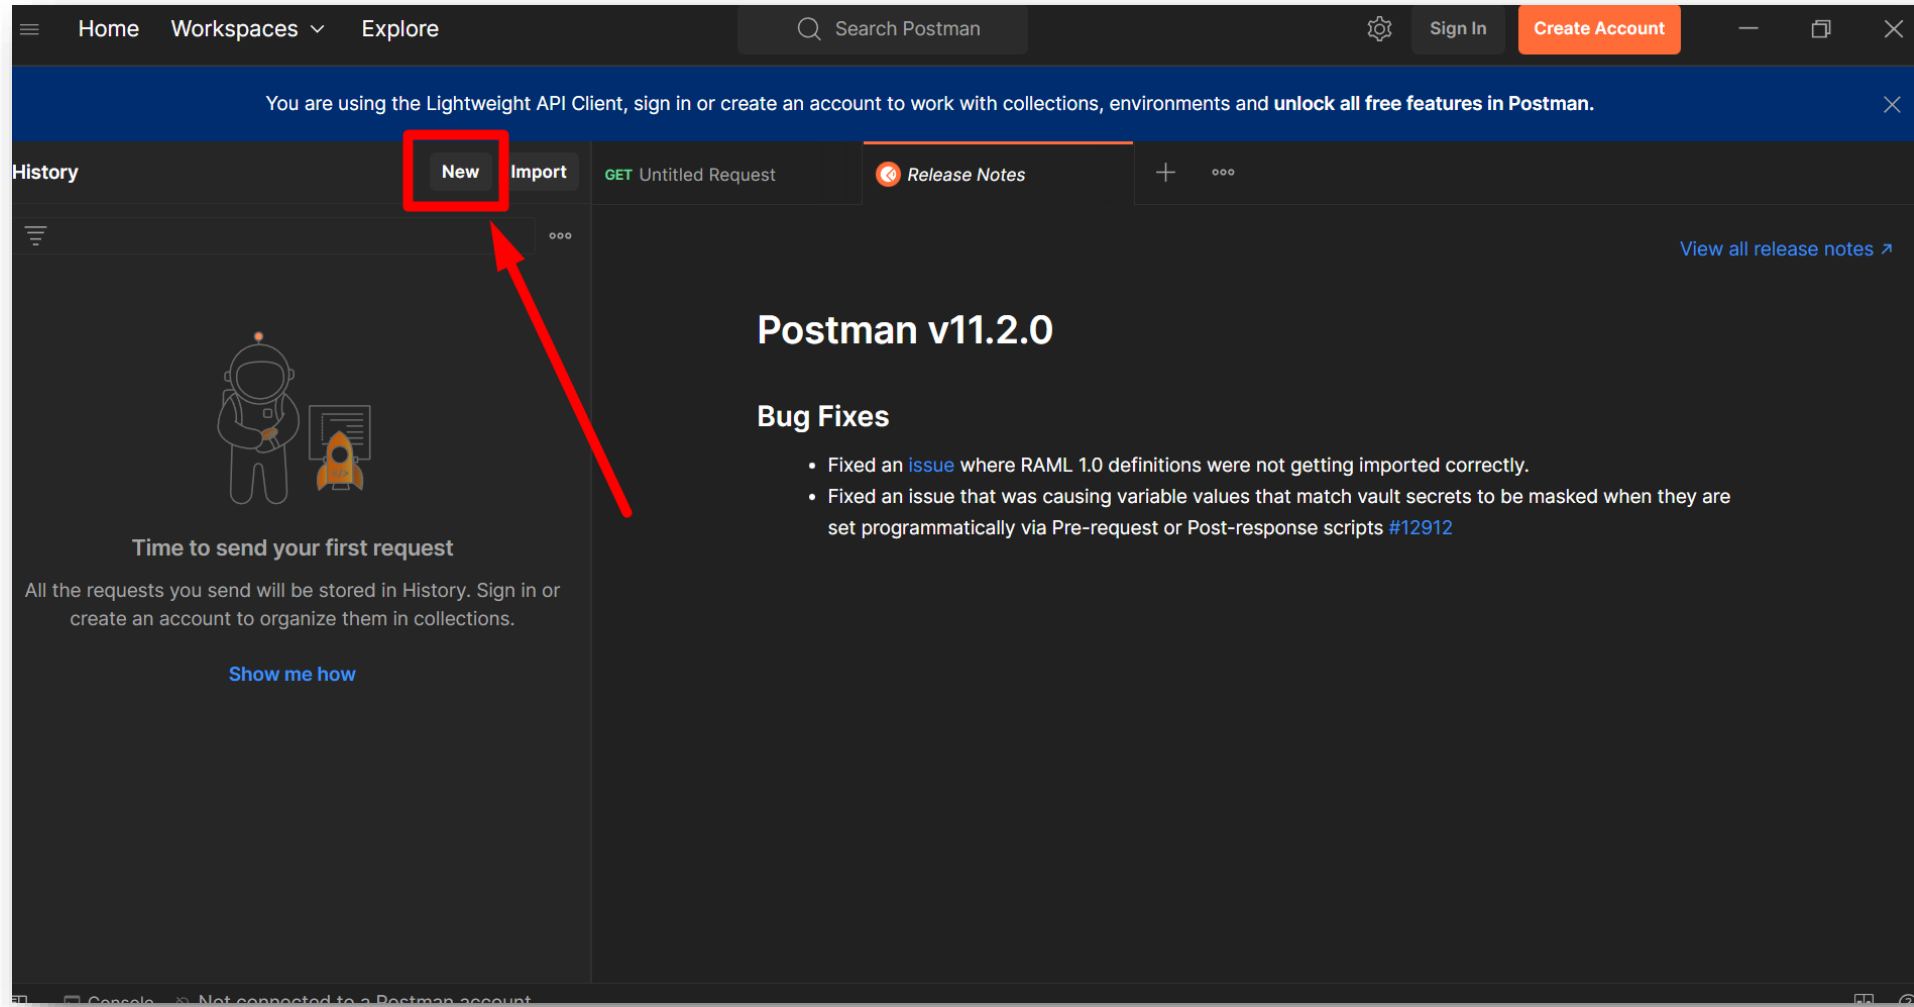 Home Workspaces Explore Search Postman Sign In Create Account
You are using the Lightweight API Client, sign in or create an account to work with collections, environments and unlock all free features in Postman.
History New Import GET Untitled Request Release Notes
View all release notes
Postman v11.2.0
Bug Fixes
• Fixed an issue where RAML 1.0 definitions were not getting imported correctly.
• Fixed an issue that was causing variable values that match vault secrets to be masked when they are
set programmatically via Pre-request or Post-response scripts #12912
Time to send your first request
All the requests you send will be stored in History. Sign in or
create an account to organize them in collections.
Show me how
Console Not connected to a Postman account